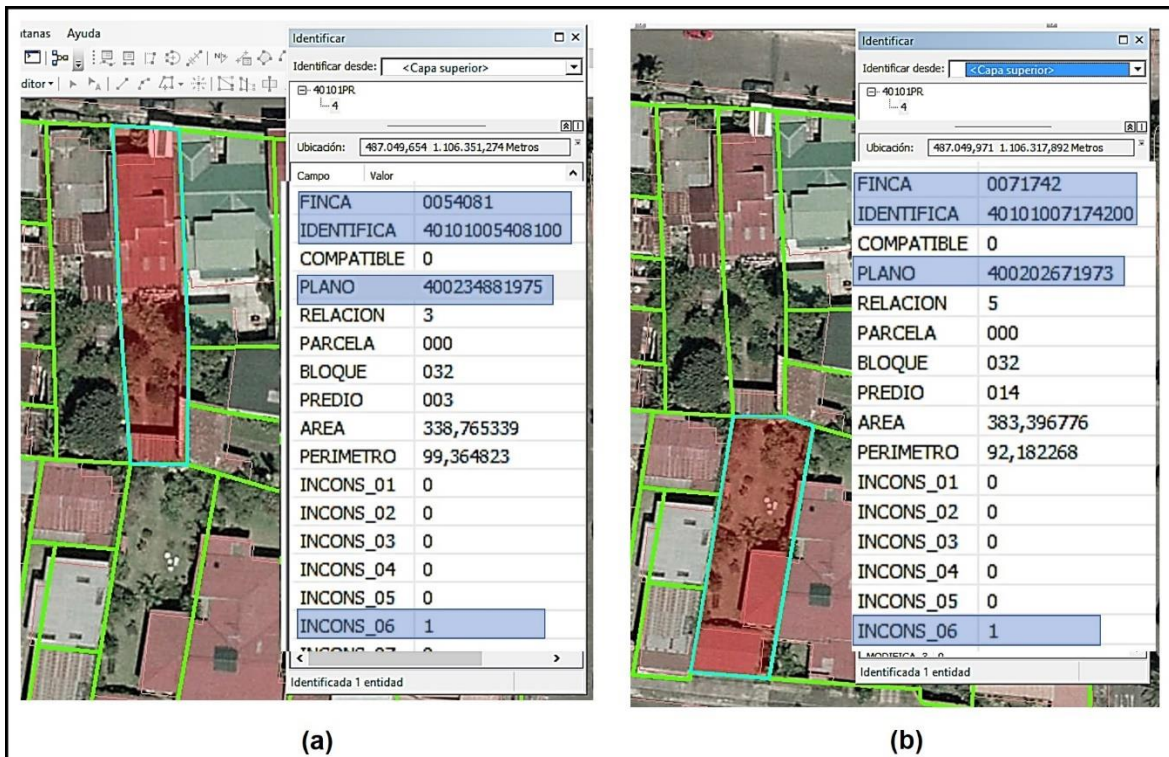 ntanas Ayuda
ditor
Identificar
Identificar desde: <Capa superior>
40101PR
4
Ubicación: 487.049,654 1.106.351,274 Metros
Campo Valor
FINCA 0054081
IDENTIFICA 40101005408100
COMPATIBLE 0
PLANO 400234881975
RELACION 3
PARCELA 000
BLOQUE 032
PREDIO 003
AREA 338,765339
PERIMETRO 99,364823
INCONS_01 0
INCONS_02 0
INCONS_03 0
INCONS_04 0
INCONS_05 0
INCONS_06 1
Identificada 1 entidad
(a)
Identificar
Identificar desde: <Capa superior>
40101PR
4
Ubicación: 487.049,971 1.106.317,892 Metros
FINCA 0071742
IDENTIFICA 40101007174200
COMPATIBLE 0
PLANO 400202671973
RELACION 5
PARCELA 000
BLOQUE 032
PREDIO 014
AREA 383,396776
PERIMETRO 92,182268
INCONS_01 0
INCONS_02 0
INCONS_03 0
INCONS_04 0
INCONS_05 0
INCONS_06 1
Identificada 1 entidad
(b)